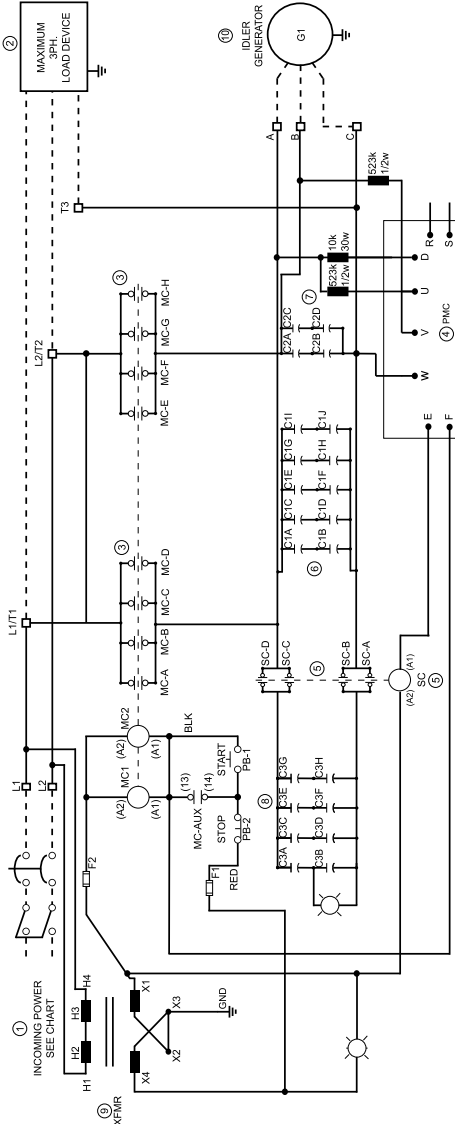 2
MAXIMUM
3PH.
LOAD DEVICE
10
IDLER
GENERATOR
G1
A
B
C
T3
523k
1/2w
10k
30w
523k
1/2w
R
S
D
U
V
W
4 PMC
E
F
L2/T2
3
MC-H
MC-G
MC-F
MC-E
7
C2A C2C
C2B C2D
L1/T1
3
MC-D
MC-C
MC-B
MC-A
C1I
C1G
C1E
C1C
C1A
C1J
C1H
C1F
C1D
C1B
6
SC-D
SC-C
5
SC-B
SC-A
(A1)
(A2)
SC
5
L1
L2
MC2
(A2)
(A1)
MC1
(A2)
(A1)
BLK
(13)
(14)
MC-AUX
START
PB-1
STOP
PB-2
F2
F1
RED
8
C3G
C3E
C3C
C3A
C3H
C3F
C3D
C3B
1
INCOMING POWER
SEE CHART
H4
H3
H2
H1
9
XFMR
X1
X3
X2
X4
GND